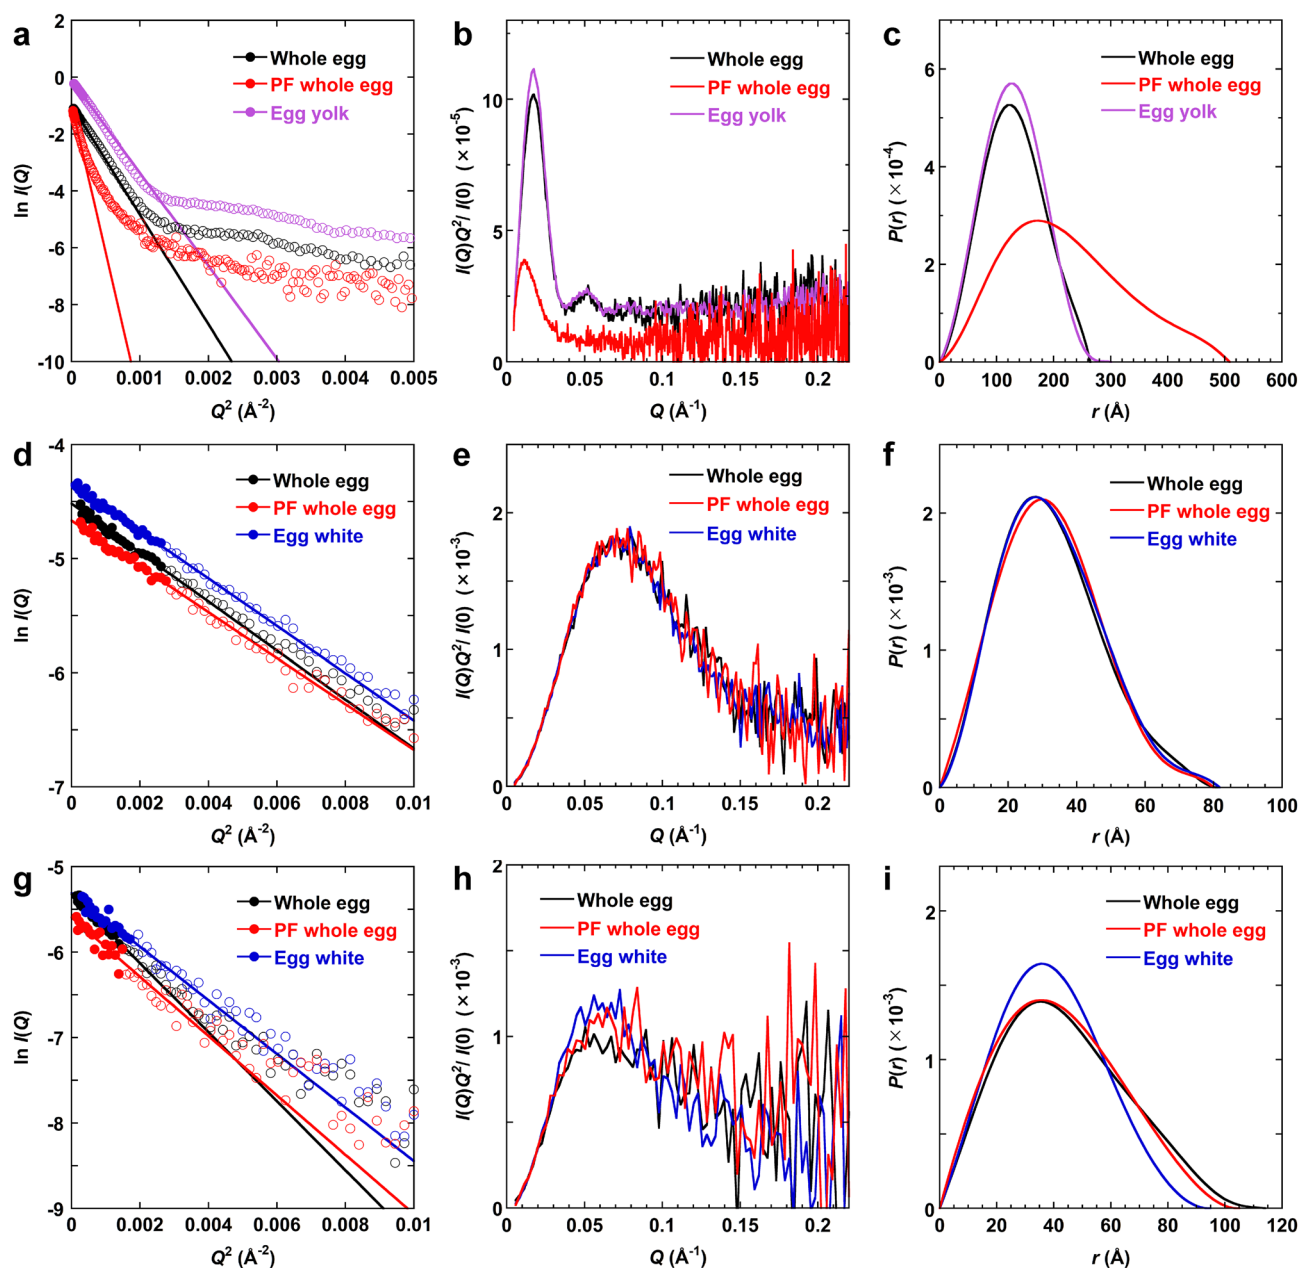 a
2
0
-2
-4
-6
-8
-10
ln I(Q)
Whole egg
PF whole egg
Egg yolk
0 0.001 0.002 0.003 0.004 0.005
Q² (Å⁻²)
b
10
5
0
I(Q)Q²/ I(0) (×10⁻⁵)
Whole egg
PF whole egg
Egg yolk
0 0.05 0.1 0.15 0.2
Q (Å⁻¹)
c
6
4
2
0
P(r) (×10⁻⁴)
Whole egg
PF whole egg
Egg yolk
0 100 200 300 400 500 600
r (Å)
d
-4
-5
-6
-7
ln I(Q)
Whole egg
PF whole egg
Egg white
0 0.002 0.004 0.006 0.008 0.01
Q² (Å⁻²)
e
2
1
0
I(Q)Q²/ I(0) (×10⁻³)
Whole egg
PF whole egg
Egg white
0 0.05 0.1 0.15 0.2
Q (Å⁻¹)
f
2
1
0
P(r) (×10⁻³)
Whole egg
PF whole egg
Egg white
0 20 40 60 80 100
r (Å)
g
-5
-6
-7
-8
-9
ln I(Q)
Whole egg
PF whole egg
Egg white
0 0.002 0.004 0.006 0.008 0.01
Q² (Å⁻²)
h
2
1
0
I(Q)Q²/ I(0) (×10⁻³)
Whole egg
PF whole egg
Egg white
0 0.05 0.1 0.15 0.2
Q (Å⁻¹)
i
2
1
0
P(r) (×10⁻³)
Whole egg
PF whole egg
Egg white
0 20 40 60 80 100 120
r (Å)